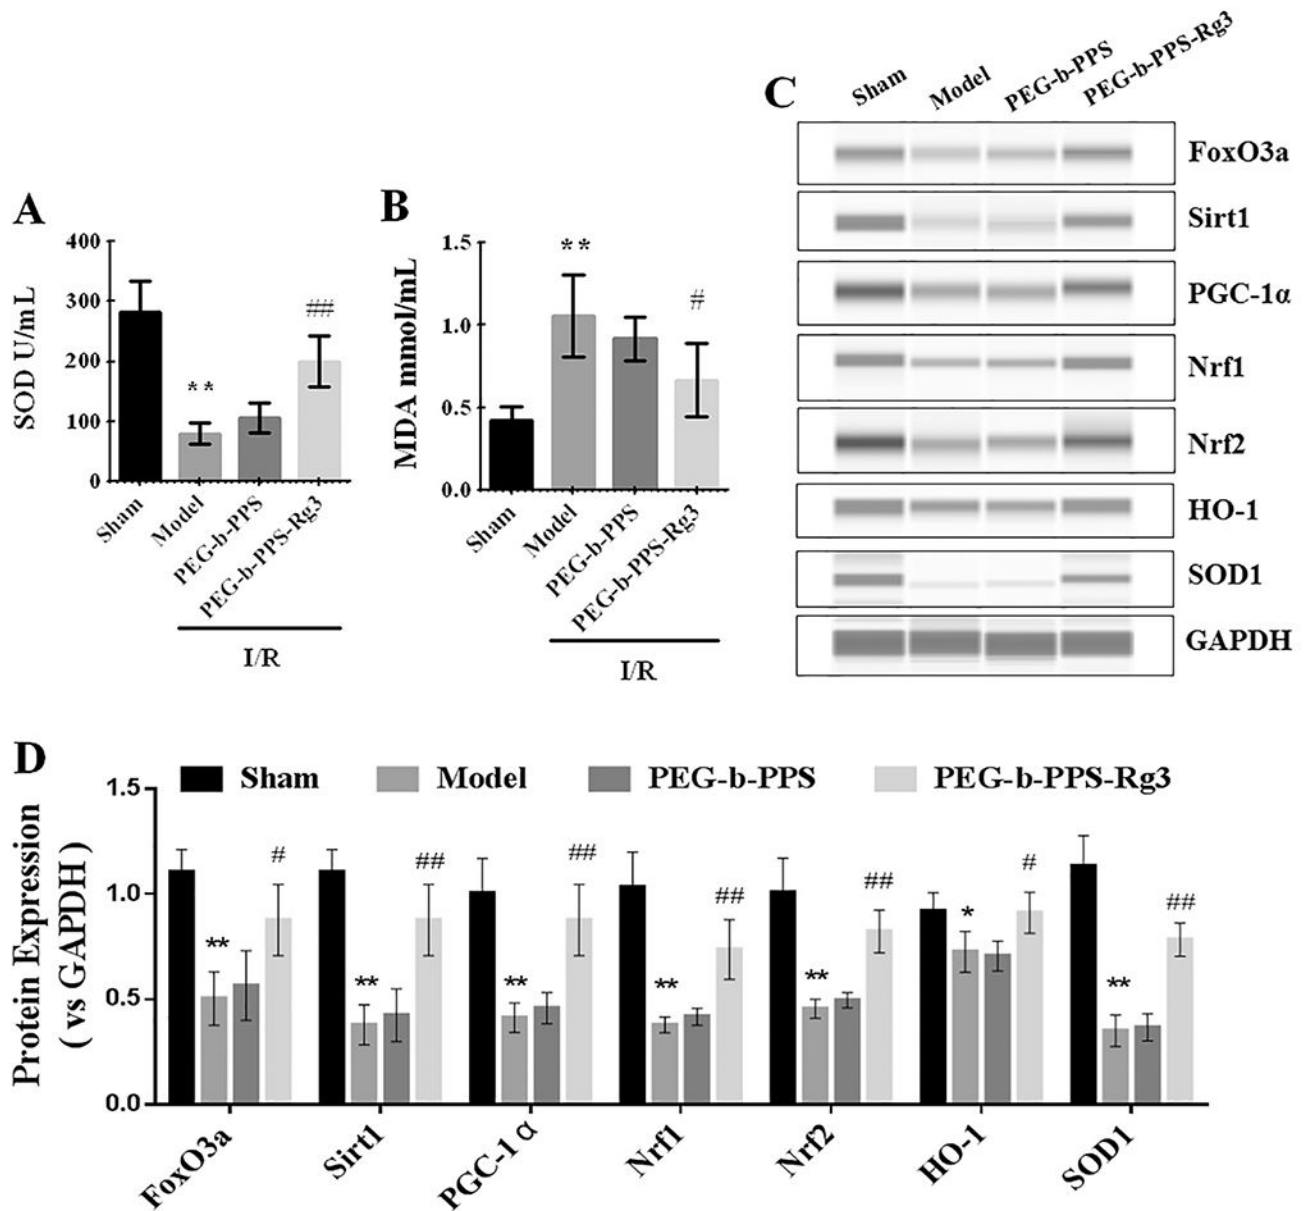 A
SOD U/mL
400
300
200
100
0
**
##
Sham
Model
PEG-b-PPS
PEG-b-PPS-Rg3
I/R
B
MDA mmol/mL
1.5
1.0
0.5
0.0
**
#
Sham
Model
PEG-b-PPS
PEG-b-PPS-Rg3
I/R
C
Sham
Model
PEG-b-PPS
PEG-b-PPS-Rg3
FoxO3a
Sirt1
PGC-1α
Nrf1
Nrf2
HO-1
SOD1
GAPDH
D
Sham
Model
PEG-b-PPS
PEG-b-PPS-Rg3
Protein Expression
( vs GAPDH )
1.5
1.0
0.5
0.0
**
#
**
##
**
##
**
##
**
##
*
#
**
##
FoxO3a
Sirt1
PGC-1α
Nrf1
Nrf2
HO-1
SOD1